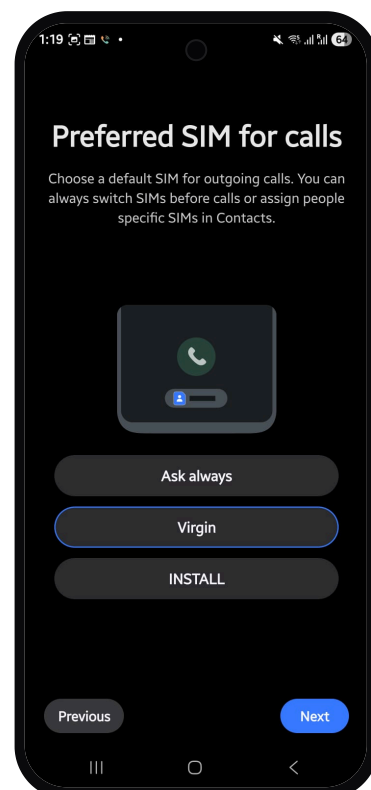 1:19 64
Preferred SIM for calls
Choose a default SIM for outgoing calls. You can
always switch SIMs before calls or assign people
specific SIMs in Contacts.
Ask always
Virgin
INSTALL
Previous Next